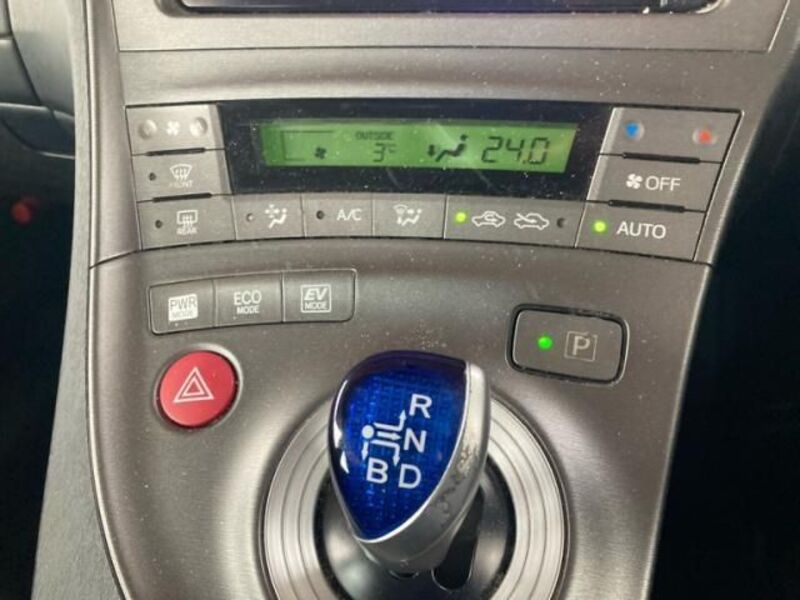 OUTSIDE
3°C
24.0
FRONT
OFF
REAR
A/C
AUTO
PWR MODE
ECO MODE
EV MODE
P
R
N
B D